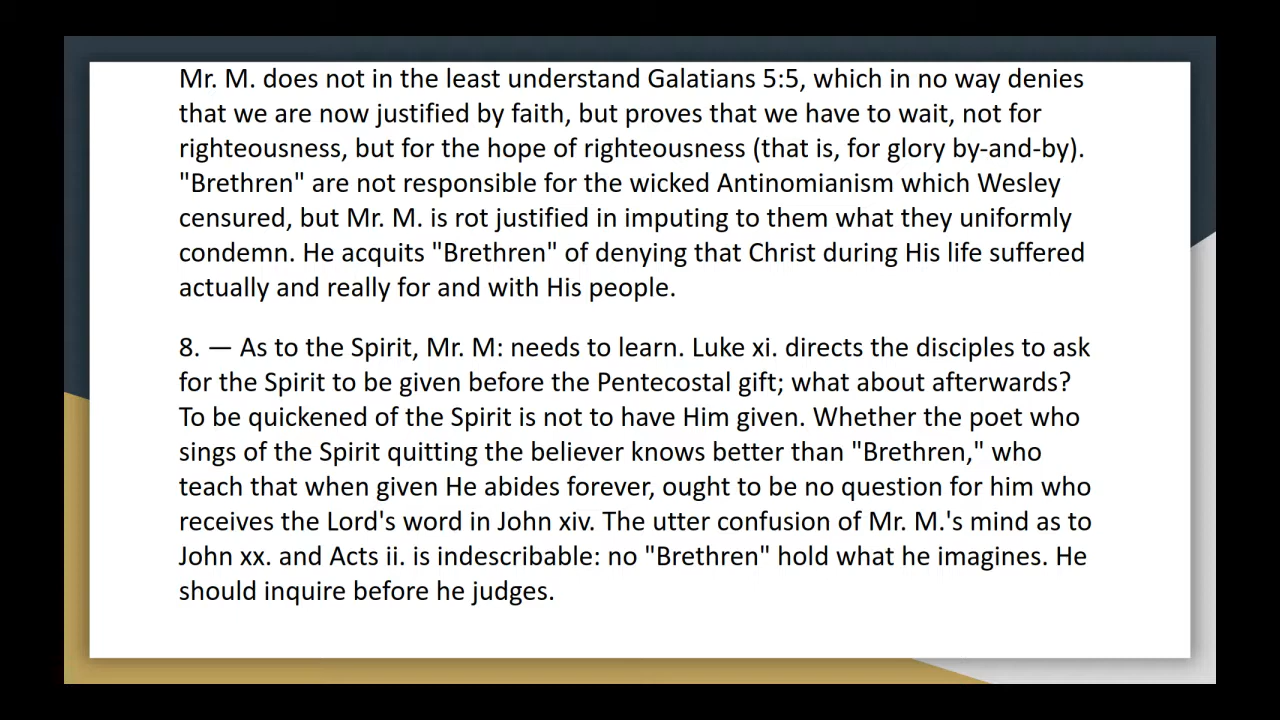 Mr. M. does not in the least understand Galatians 5:5, which in no way denies
that we are now justified by faith, but proves that we have to wait, not for
righteousness, but for the hope of righteousness (that is, for glory by-and-by).
"Brethren" are not responsible for the wicked Antinomianism which Wesley
censured, but Mr. M. is rot justified in imputing to them what they uniformly
condemn. He acquits "Brethren" of denying that Christ during His life suffered
actually and really for and with His people.
8. — As to the Spirit, Mr. M: needs to learn. Luke xi. directs the disciples to ask
for the Spirit to be given before the Pentecostal gift; what about afterwards?
To be quickened of the Spirit is not to have Him given. Whether the poet who
sings of the Spirit quitting the believer knows better than "Brethren," who
teach that when given He abides forever, ought to be no question for him who
receives the Lord's word in John xiv. The utter confusion of Mr. M.'s mind as to
John xx. and Acts ii. is indescribable: no "Brethren" hold what he imagines. He
should inquire before he judges.